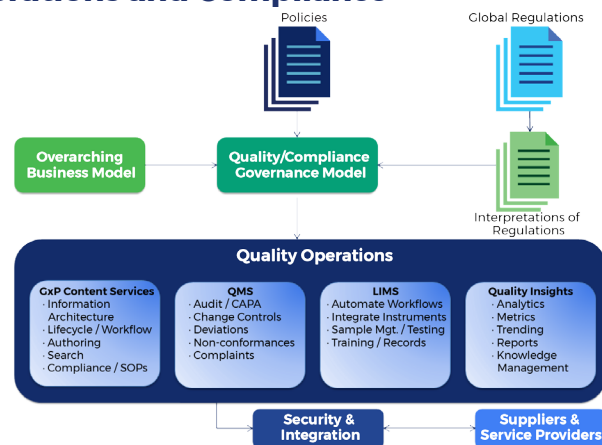 Policies
Global Regulations
Overarching
Business Model
Quality/Compliance
Governance Model
Interpretations of
Regulations
Quality Operations
GxP Content Services
· Information
Architecture
· Lifecycle / Workflow
· Authoring
· Search
· Compliance / SOPs
QMS
· Audit / CAPA
· Change Controls
· Deviations
· Non-conformances
· Complaints
LIMS
· Automate Workflows
· Integrate Instruments
· Sample Mgt. / Testing
· Training / Records
Quality Insights
· Analytics
· Metrics
· Trending
· Reports
· Knowledge
Management
Security &
Integration
Suppliers &
Service Providers